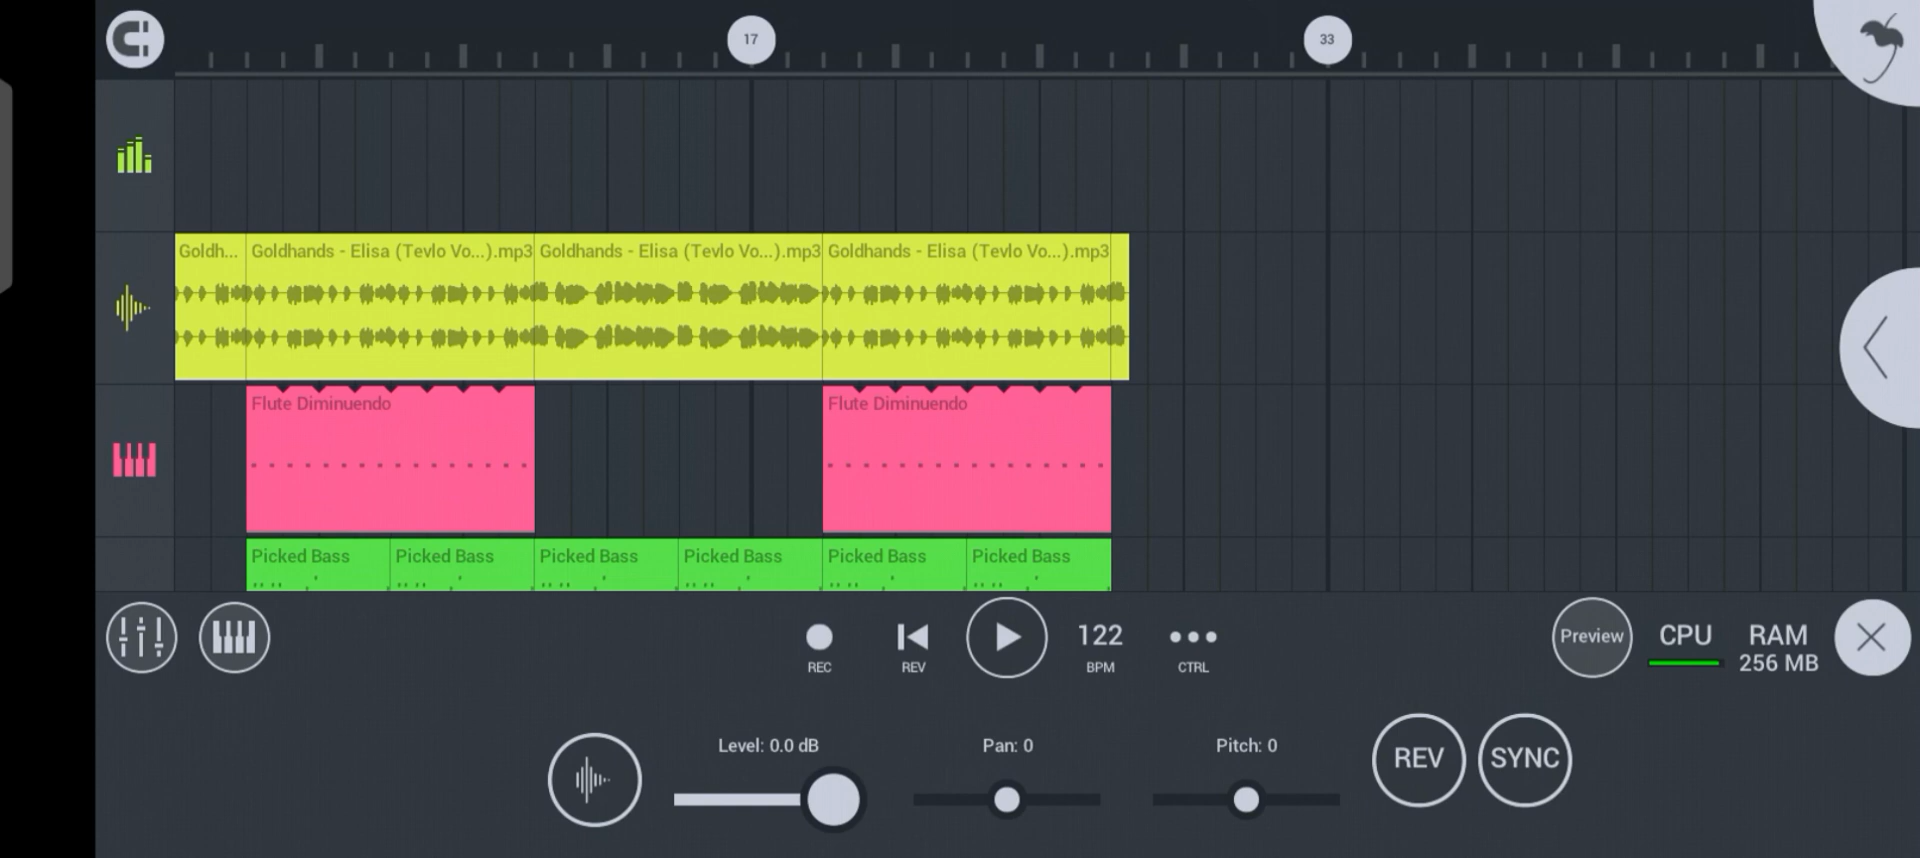 17
33
Goldh...
Goldhands - Elisa (Tevlo Vo...).mp3
Goldhands - Elisa (Tevlo Vo...).mp3
Goldhands - Elisa (Tevlo Vo...).mp3
Flute Diminuendo
Flute Diminuendo
Picked Bass
Picked Bass
Picked Bass
Picked Bass
Picked Bass
Picked Bass
REC
REV
122
BPM
CTRL
Preview
CPU
RAM
256 MB
Level: 0.0 dB
Pan: 0
Pitch: 0
REV
SYNC